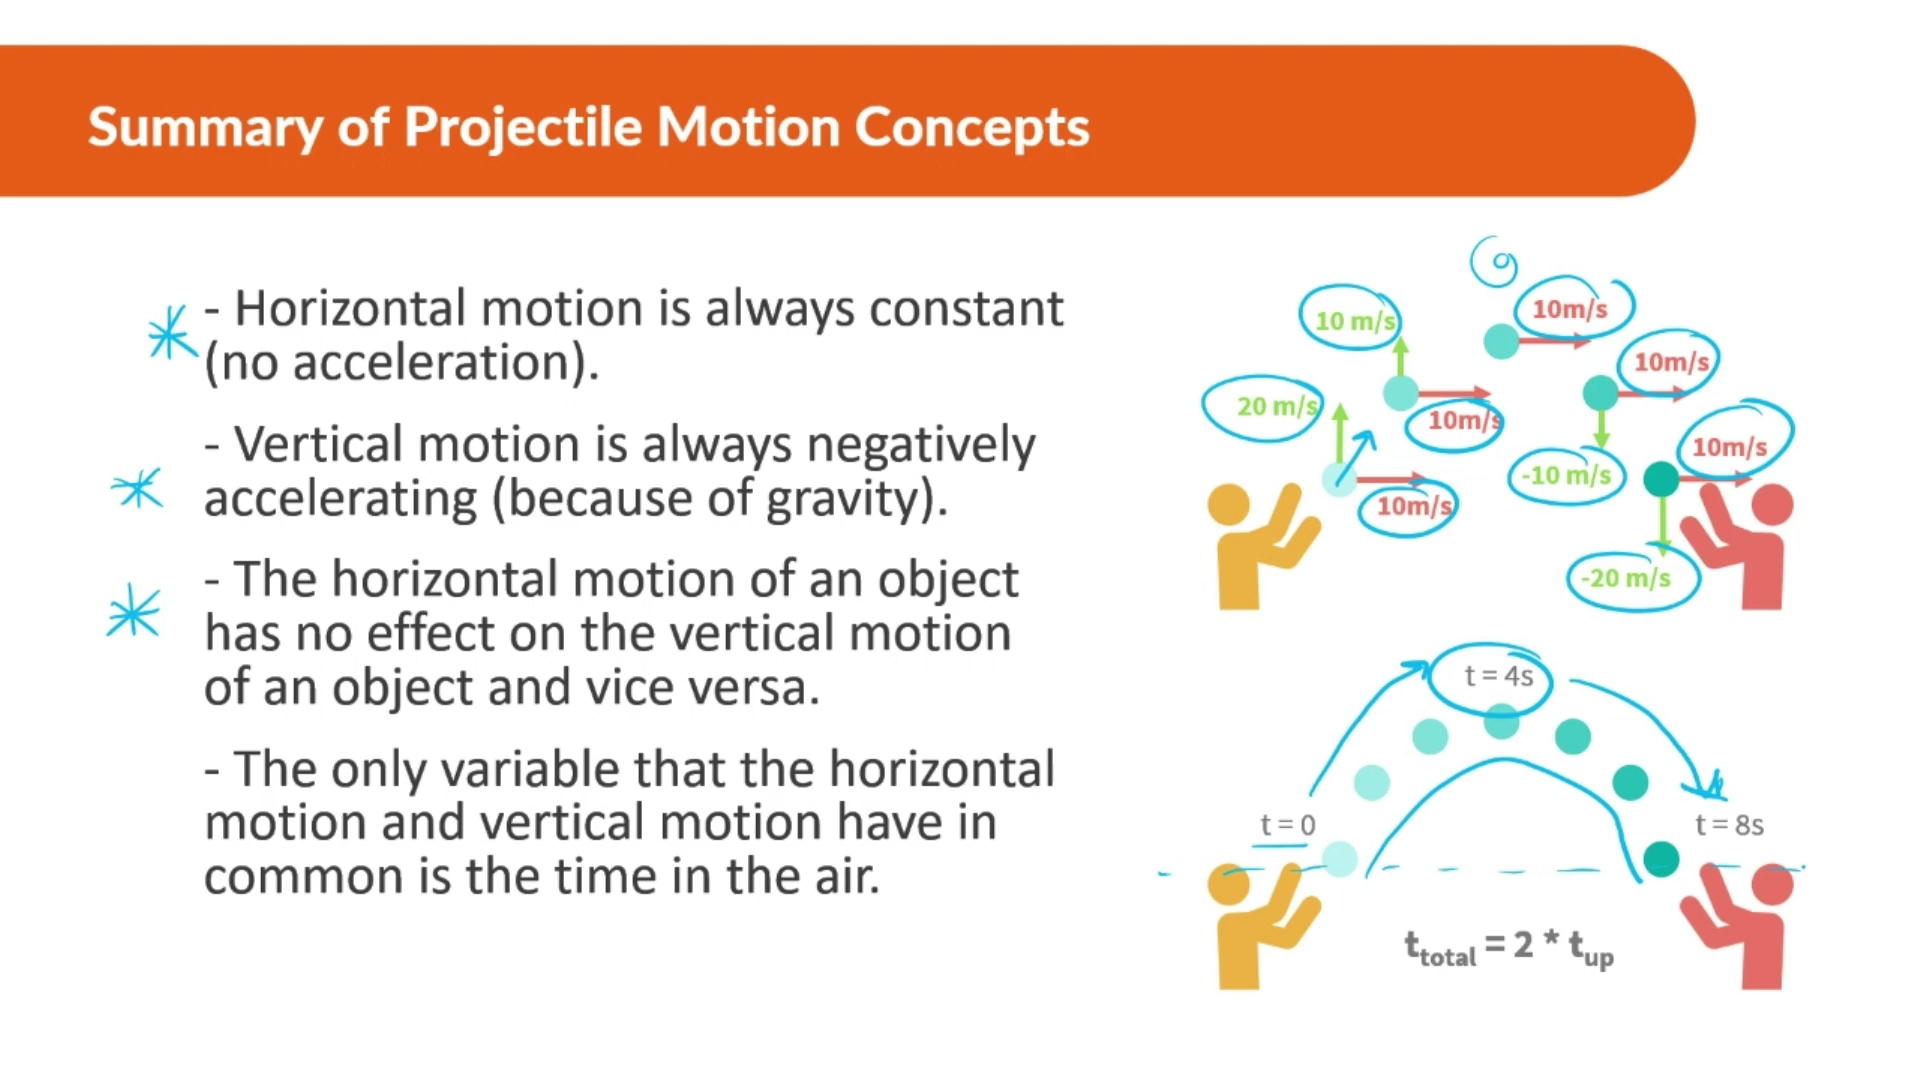 Summary of Projectile Motion Concepts
- Horizontal motion is always constant
(no acceleration).
- Vertical motion is always negatively
accelerating (because of gravity).
- The horizontal motion of an object
has no effect on the vertical motion
of an object and vice versa.
- The only variable that the horizontal
motion and vertical motion have in
common is the time in the air.
10m/s
10 m/s
10m/s
20 m/s
10m/s
10m/s
-10 m/s
10m/s
-20 m/s
t = 4s
t = 0
t = 8s
t_total = 2 * t_up